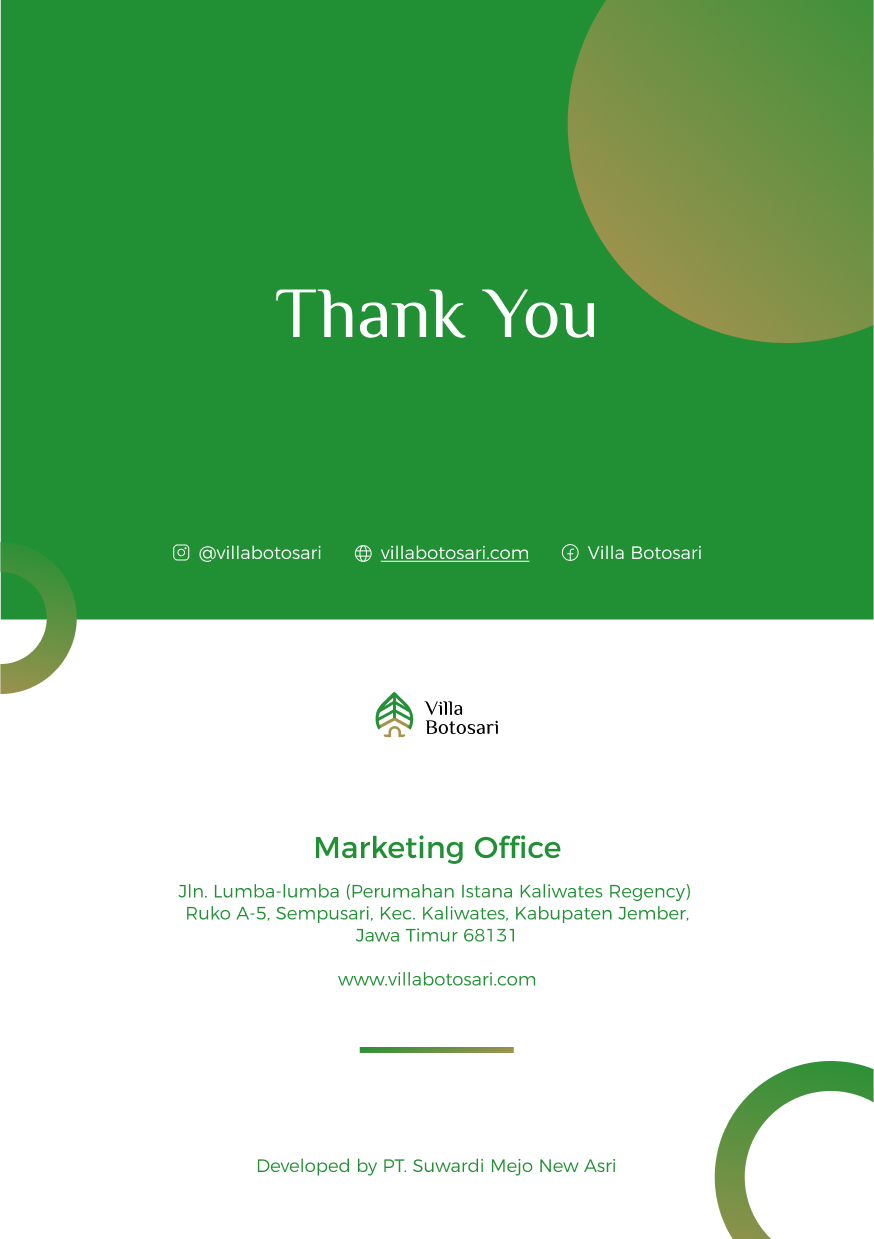 Thank You
@villabotosari villabotosari.com Villa Botosari
Villa
Botosari
Marketing Office
Jln. Lumba-lumba (Perumahan Istana Kaliwates Regency)
Ruko A-5, Sempusari, Kec. Kaliwates, Kabupaten Jember,
Jawa Timur 68131
www.villabotosari.com
Developed by PT. Suwardi Mejo New Asri